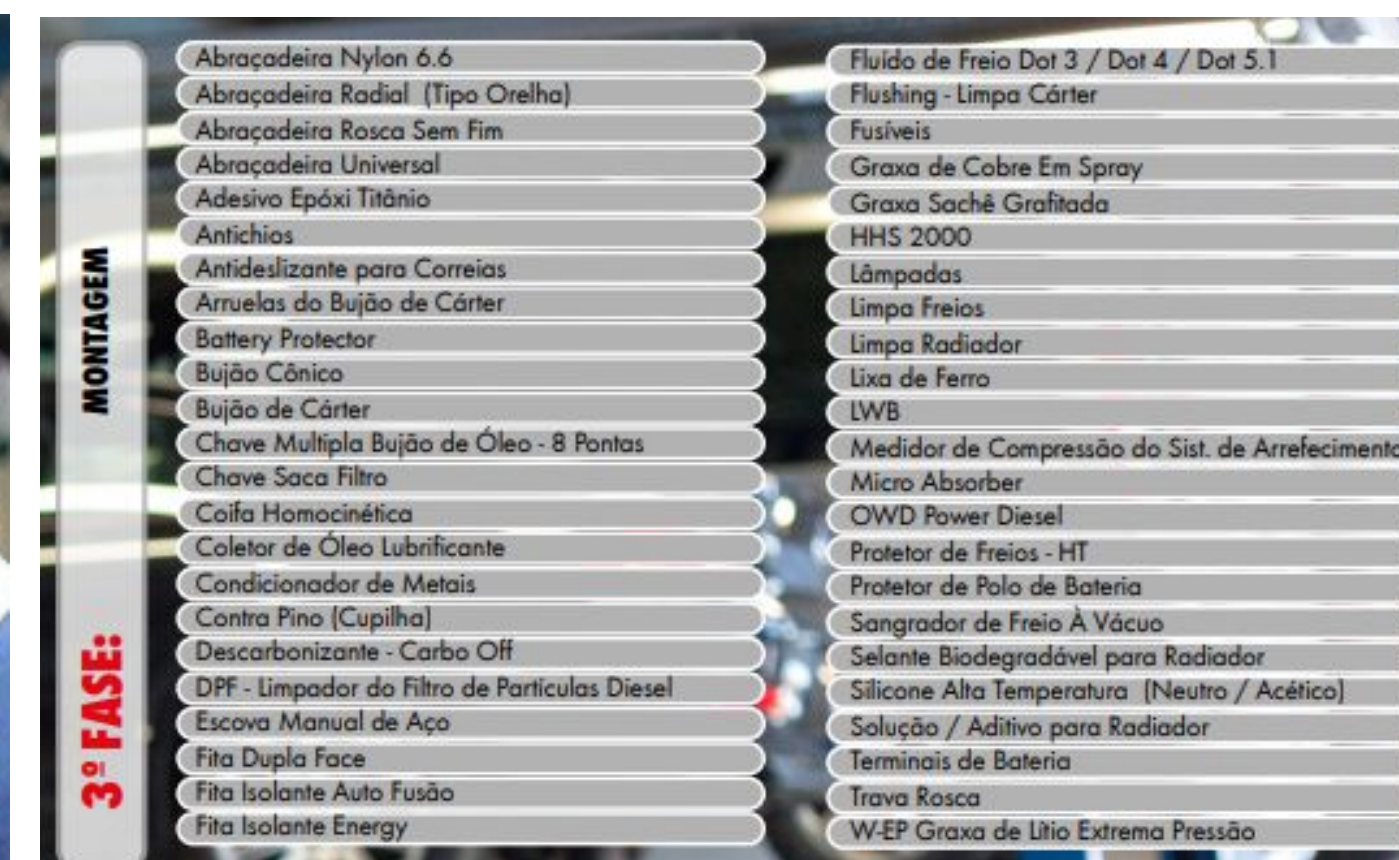 MONTAGEM
3º FASE:
Abraçadeira Nylon 6.6
Abraçadeira Radial (Tipo Orelha)
Abraçadeira Rosca Sem Fim
Abraçadeira Universal
Adesivo Epóxi Titânio
Antichios
Antideslizante para Correias
Arruelas do Bujão de Cárter
Battery Protector
Bujão Cônico
Bujão de Cárter
Chave Multipla Bujão de Óleo - 8 Pontas
Chave Saca Filtro
Coifa Homocinética
Coletor de Óleo Lubrificante
Condicionador de Metais
Contra Pino (Cupilha)
Descarbonizante - Carbo Off
DPF - Limpador do Filtro de Particulas Diesel
Escova Manual de Aço
Fita Dupla Face
Fita Isolante Auto Fusão
Fita Isolante Energy
Fluído de Freio Dot 3 / Dot 4 / Dot 5.1
Flushing - Limpa Cárter
Fusíveis
Graxa de Cobre Em Spray
Graxa Sachê Grafitada
HHS 2000
Lâmpadas
Limpa Freios
Limpa Radiador
Lixa de Ferro
LWB
Medidor de Compressão do Sist. de Arrefecimento
Micro Absorber
OWD Power Diesel
Protetor de Freios - HT
Protetor de Polo de Bateria
Sangrador de Freio À Vácuo
Selante Biodegradável para Radiador
Silicone Alta Temperatura (Neutro / Acético)
Solução / Aditivo para Radiador
Terminais de Bateria
Trava Rosca
W-EP Graxa de Lítio Extrema Pressão